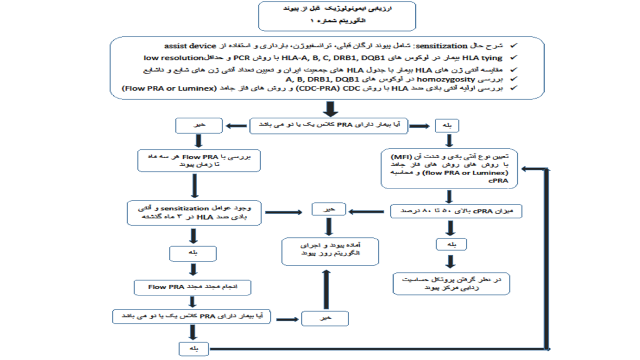 ارزیابی ایمونولوژیک قبل از پیوند
الگوریتم شماره ۱
شرح حال sensitization: شامل پیوند ارگان قبلی، ترانسفیوژن، بارداری و استفاده از assist device
HLA tying بیمار در لوکوس های HLA-A, B, C, DRB1, DQB1 با روش PCR و حداقل low resolution
مقایسه آنتی ژن های HLA بیمار با جدول HLA های جمعیت ایران و تعیین تعداد آنتی ژن های شایع و ناشایع
بررسی homozygosity در لوکوس های A, B, DRB1, DQB1
بررسی اولیه آنتی بادی ضد HLA با روش CDC (CDC-PRA) و روش های فاز جامد (Flow PRA or Luminex)
آیا بیمار دارای PRA کلاس یک یا دو می باشد
خیر
بله
بررسی با Flow PRA هر سه ماه
تا زمان پیوند
تعیین نوع آنتی بادی و شدت آن (MFI)
با روش های روش های فاز جامد
(flow PRA or Luminex) و محاسبه
cPRA
وجود عوامل sensitization و آنتی
بادی ضد HLA در ۳ ماه گذشته
خیر
میزان cPRA بالای ۵۰ تا ۸۰ درصد
بله
آماده پیوند و اجرای
الگوریتم روز پیوند
بله
انجام مجدد مجدد Flow PRA
در نظر گرفتن پروتکل حساسیت
زدایی مرکز پیوند
آیا بیمار دارای PRA کلاس یک یا دو می باشد
خیر
بله